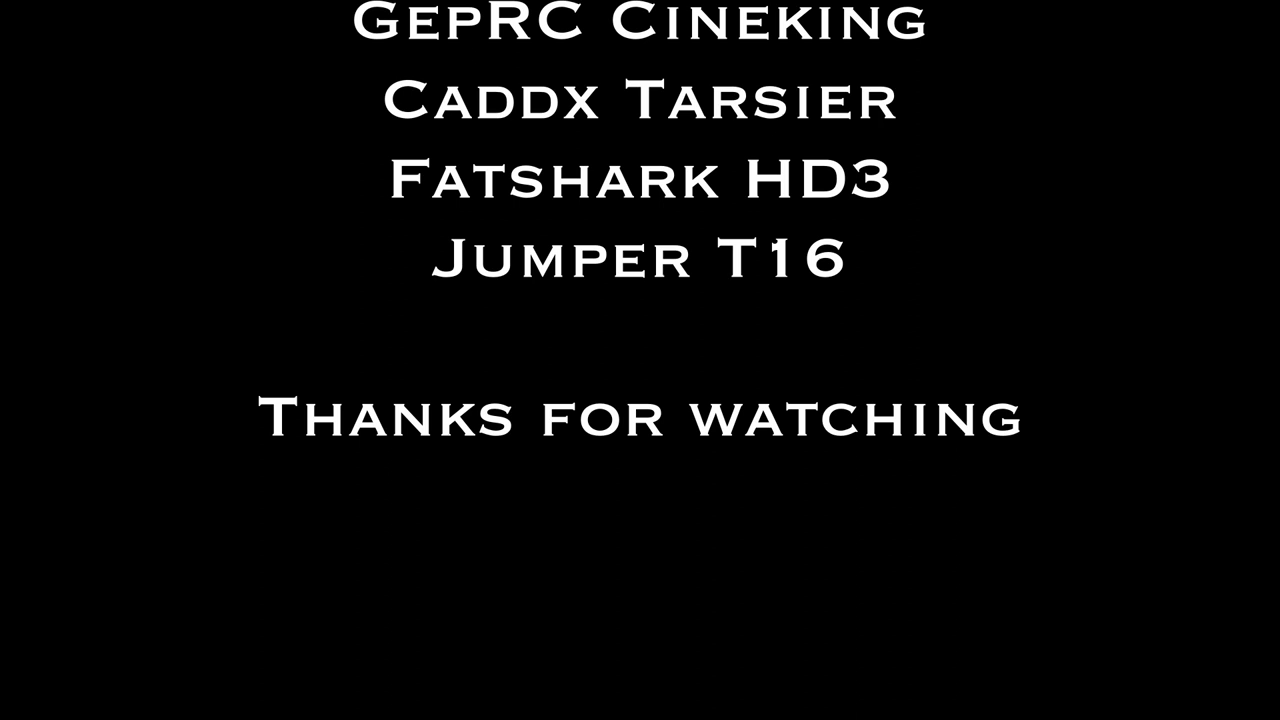 GepRC Cineking
Caddx Tarsier
Fatshark HD3
Jumper T16
Thanks for watching